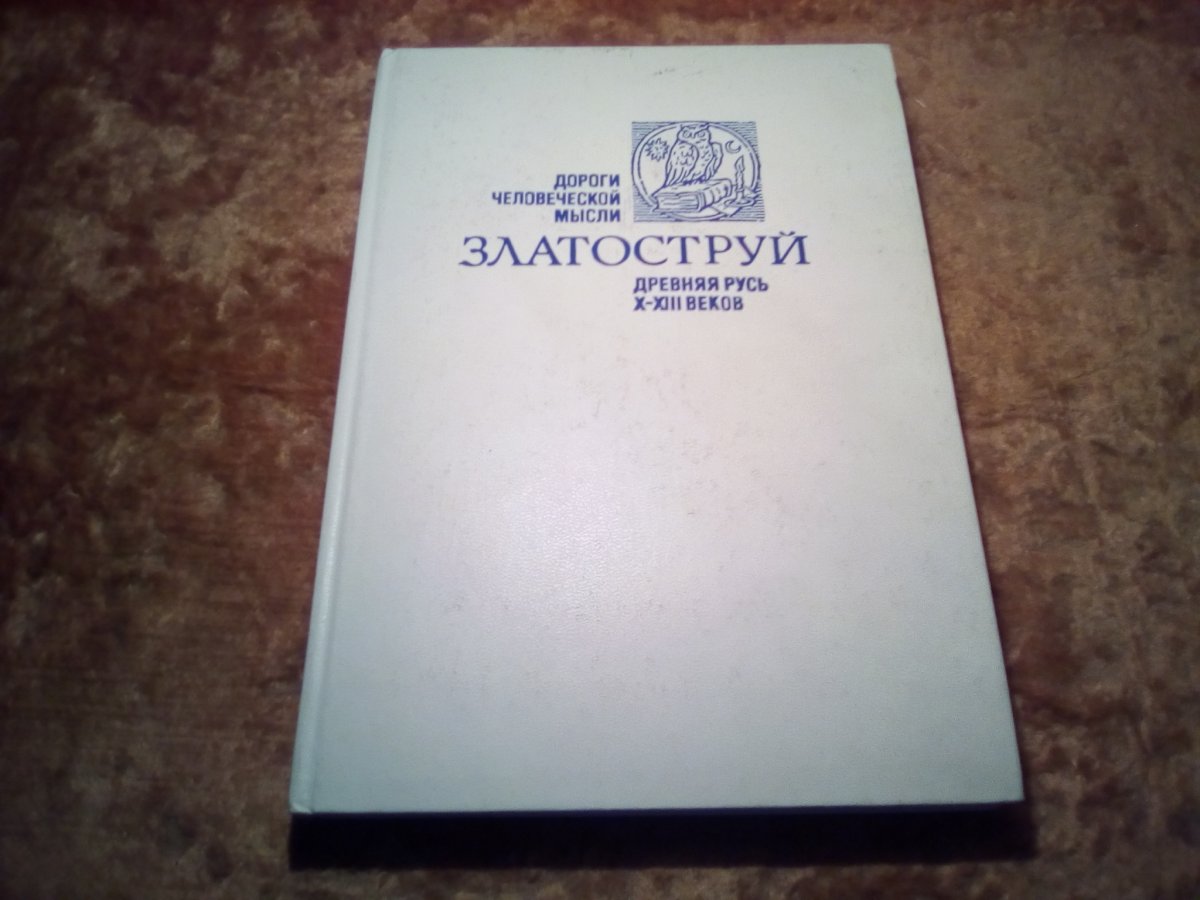 ДОРОГИ
ЧЕЛОВЕЧЕСКОЙ
МЫСЛИ
ЗЛАТОСТРУЙ
ДРЕВНЯЯ РУСЬ
X-XIII ВЕКОВ